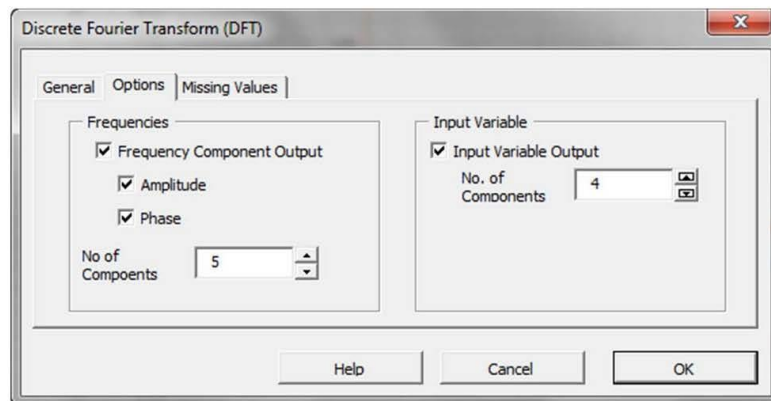 Discrete Fourier Transform (DFT)
General Options Missing Values
Frequencies
Frequency Component Output
Amplitude
Phase
No of
Compoents
5
Input Variable
Input Variable Output
No. of
Components
4
Help Cancel OK